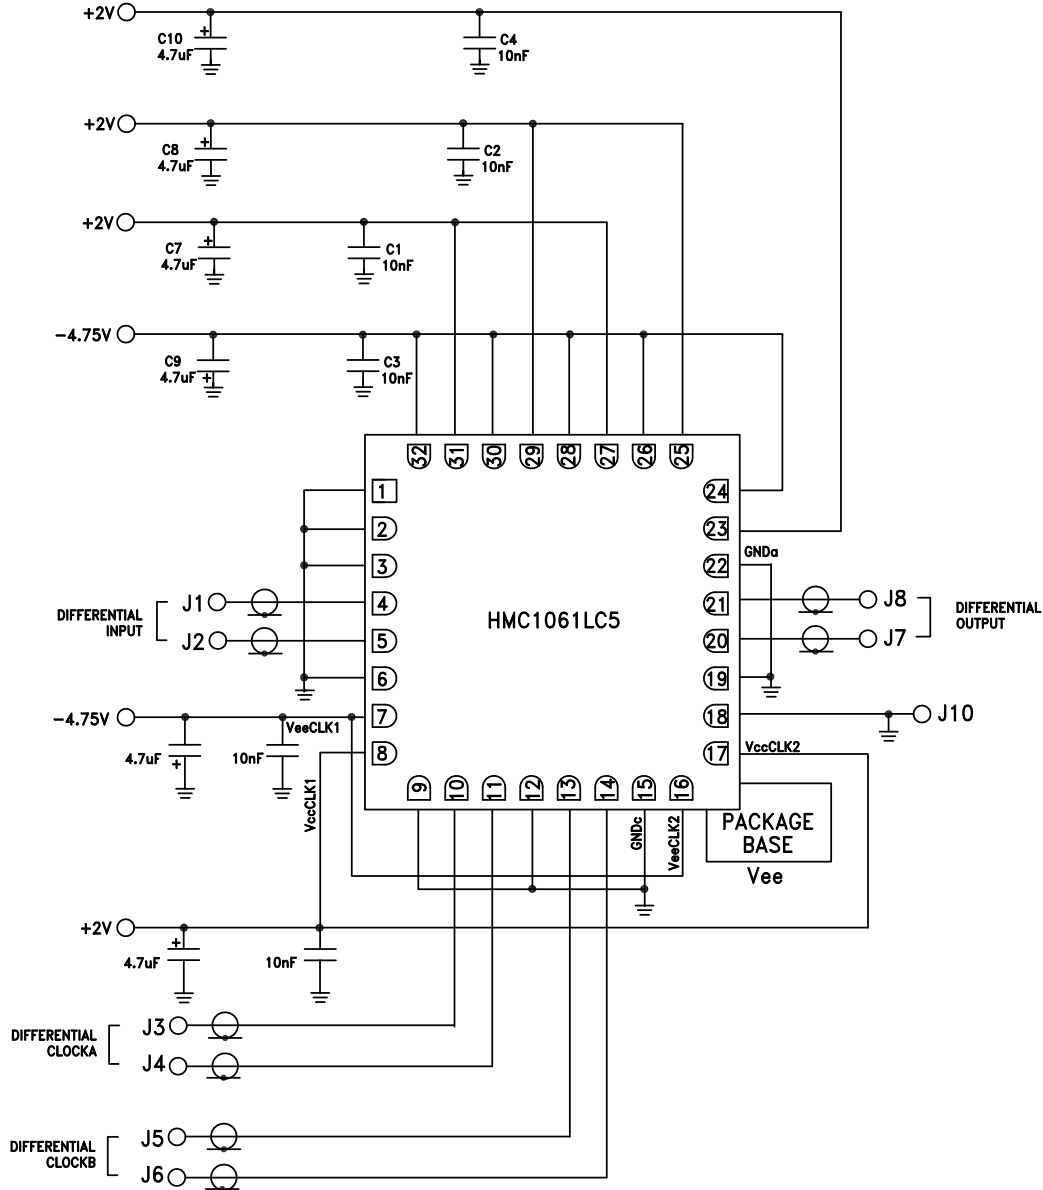 +2V
C10
4.7uF
C4
10nF
+2V
C8
4.7uF
C2
10nF
+2V
C7
4.7uF
C1
10nF
-4.75V
C9
4.7uF
C3
10nF
32
31
30
29
28
27
26
25
1
2
3
4
5
6
7
8
24
23
22
21
20
19
18
17
GNDa
HMC1061LC5
J1
J2
DIFFERENTIAL
INPUT
J8
J7
DIFFERENTIAL
OUTPUT
J10
-4.75V
VeeCLK1
4.7uF
10nF
VccCLK1
VccCLK2
9
10
11
12
13
14
15
16
GNDc
VeeCLK2
PACKAGE
BASE
Vee
+2V
4.7uF
10nF
J3
J4
DIFFERENTIAL
CLOCKA
J5
J6
DIFFERENTIAL
CLOCKB